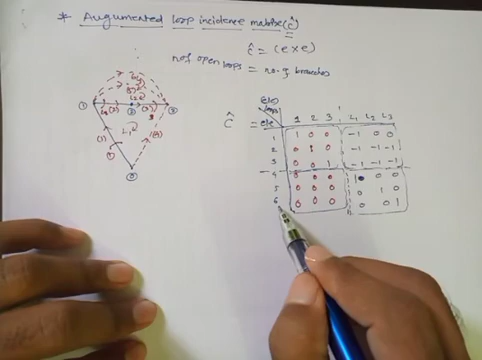 * Augumented loop incidence matrix(Ĉ)
Ĉ = (e × e)
no.of open loops = no.of branches
loops
Ĉ = ele 1 2 3 L1 L2 L3
1 1 0 0 -1 0 0
2 0 1 0 -1 -1 -1
3 0 0 1 -1 -1 -1
4 0 0 0 1 0 0
5 0 0 0 0 1 0
6 0 0 0 0 0 1